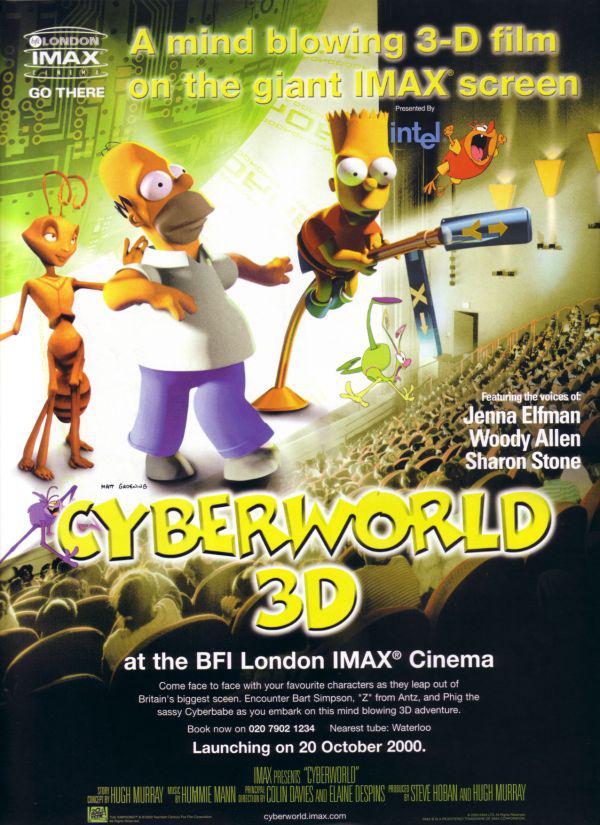 LONDON
IMAX
CINEMA
GO THERE
A mind blowing 3-D film
on the giant IMAX® screen
Presented By
intel
MATT GROENING
Featuring the voices of:
Jenna Elfman
Woody Allen
Sharon Stone
CYBERWORLD
3D
at the BFI London IMAX® Cinema
Come face to face with your favourite characters as they leap out of
Britain's biggest sceen. Encounter Bart Simpson, "Z" from Antz, and Phig the
sassy Cyberbabe as you embark on this mind blowing 3D adventure.
Book now on 020 7902 1234 Nearest tube: Waterloo
Launching on 20 October 2000.
IMAX PRESENTS "CYBERWORLD"
STORY CONCEPT BY HUGH MURRAY MUSIC BY HUMMIE MANN PRINCIPAL DIRECTION BY COLIN DAVIES AND ELAINE DESPINS PRODUCED BY STEVE HOBAN AND HUGH MURRAY
cyberworld.imax.com